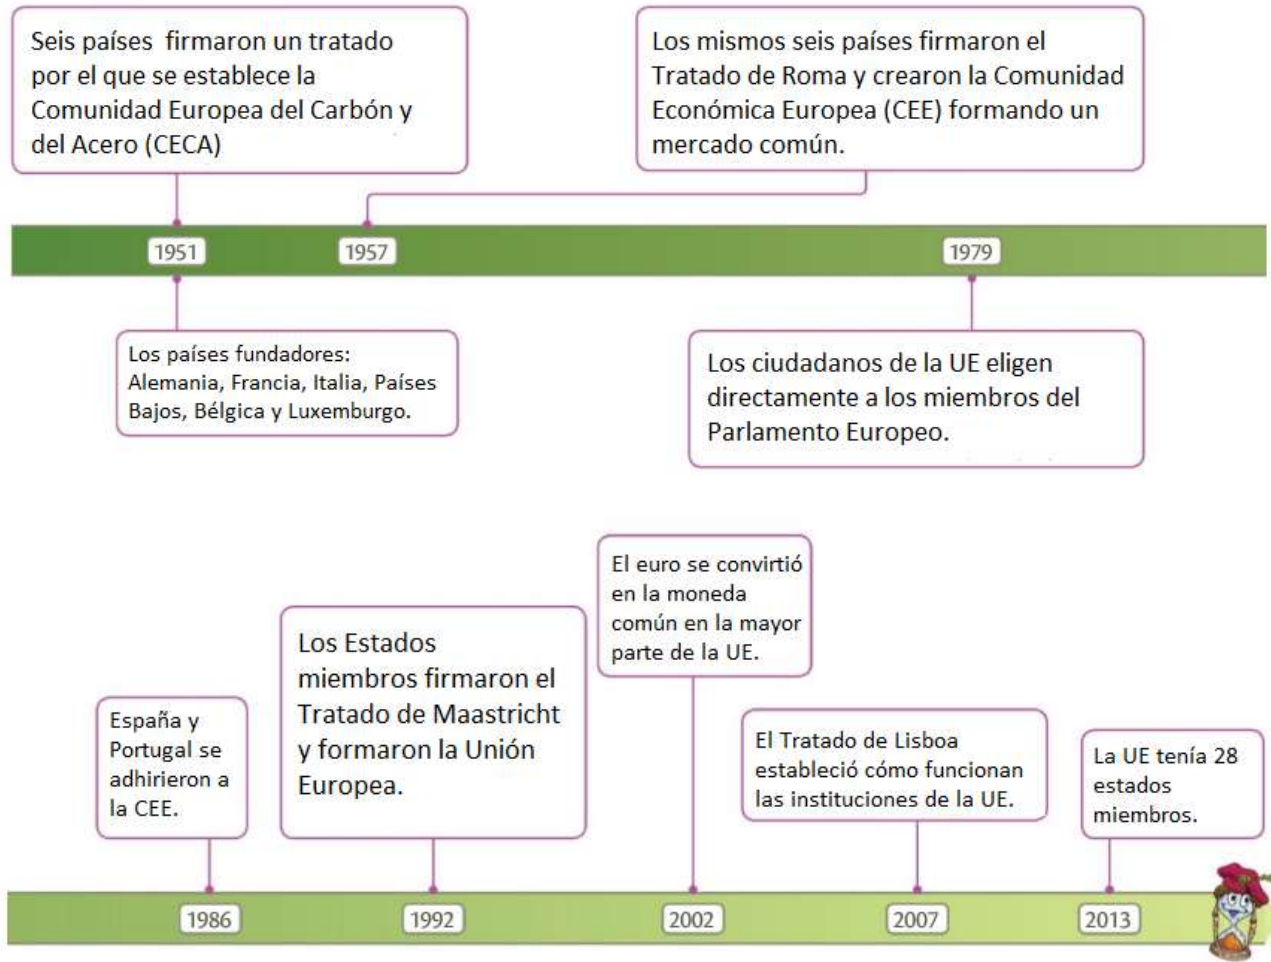 Seis países firmaron un tratado
por el que se establece la
Comunidad Europea del Carbón y
del Acero (CECA)
Los mismos seis países firmaron el
Tratado de Roma y crearon la Comunidad
Económica Europea (CEE) formando un
mercado común.
1951
1957
1979
Los países fundadores:
Alemania, Francia, Italia, Países
Bajos, Bélgica y Luxemburgo.
Los ciudadanos de la UE eligen
directamente a los miembros del
Parlamento Europeo.
España y
Portugal se
adhirieron a
la CEE.
Los Estados
miembros firmaron el
Tratado de Maastricht
y formaron la Unión
Europea.
El euro se convirtió
en la moneda
común en la mayor
parte de la UE.
El Tratado de Lisboa
estableció cómo funcionan
las instituciones de la UE.
La UE tenía 28
estados
miembros.
1986
1992
2002
2007
2013